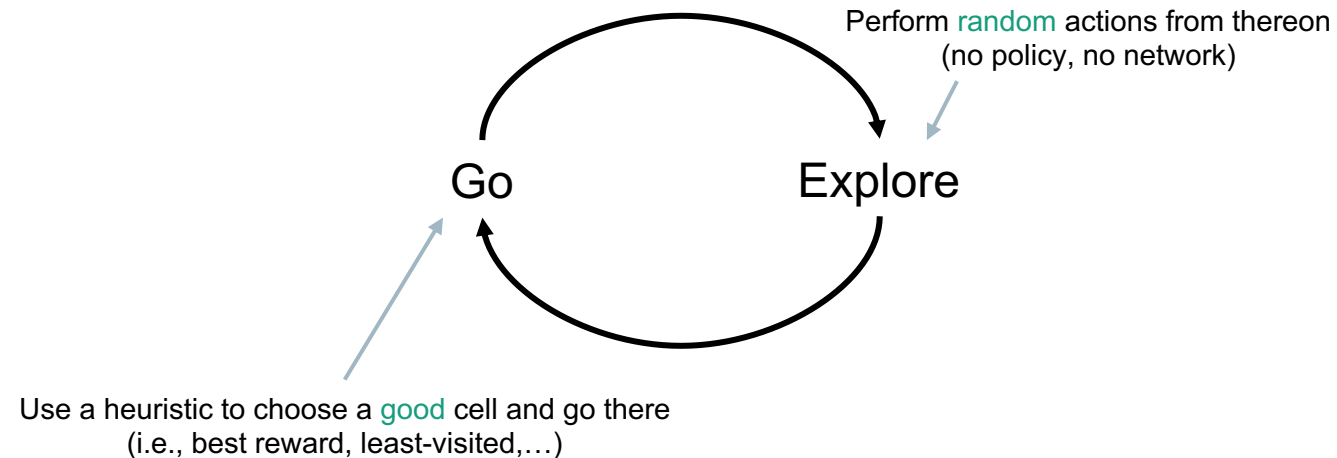 Perform random actions from thereon
(no policy, no network)
Go
Explore
Use a heuristic to choose a good cell and go there
(i.e., best reward, least-visited,…)